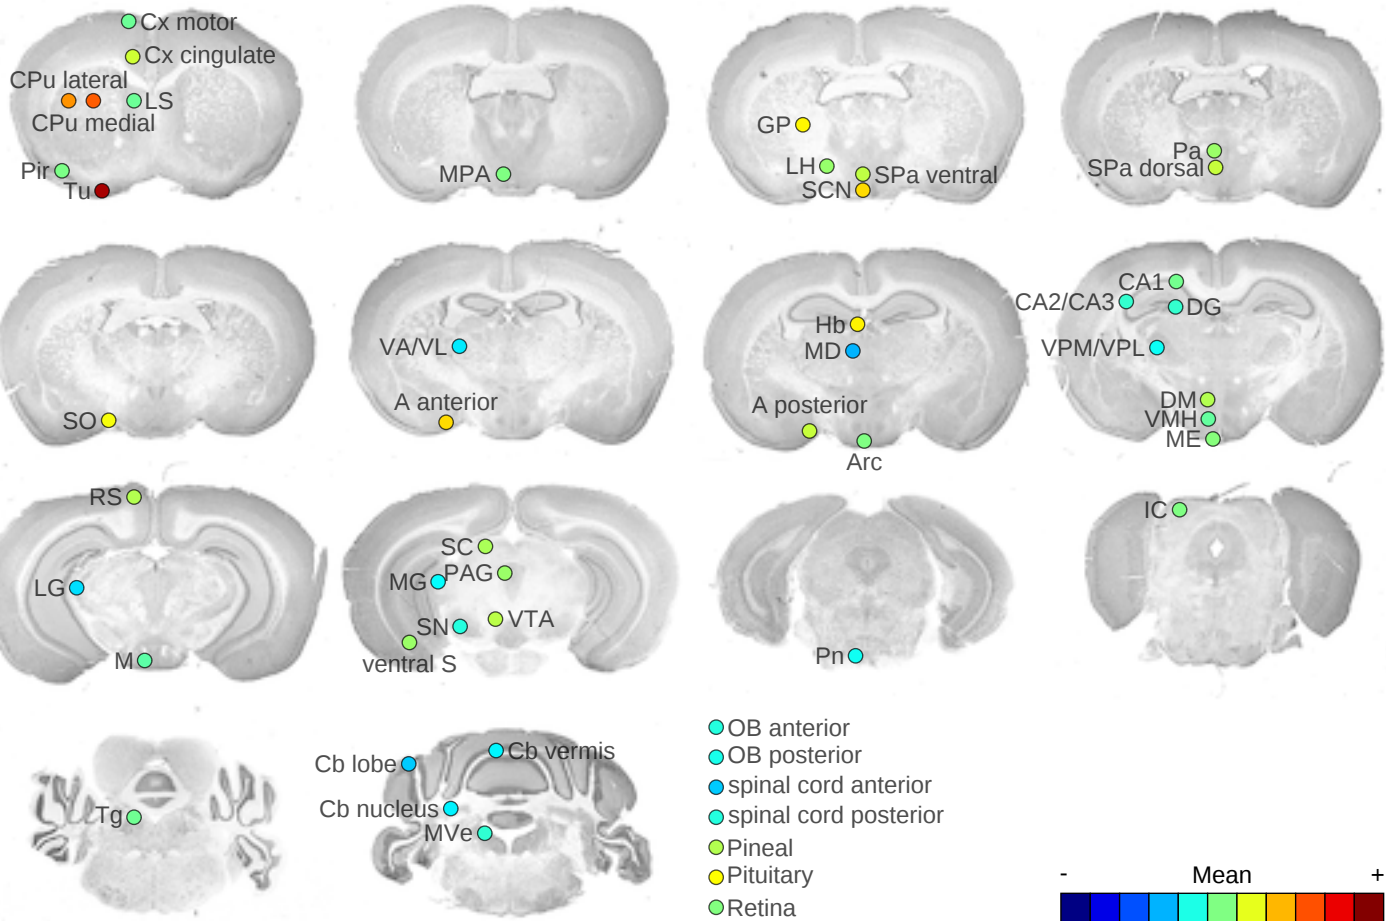 Cx motor
Cx cingulate
CPu lateral
LS
CPu medial
Pir
Tu
MPA
GP
LH
SPa ventral
SCN
Pa
SPa dorsal
SO
VA/VL
A anterior
Hb
MD
A posterior
Arc
CA1
CA2/CA3
DG
VPM/VPL
DM
VMH
ME
RS
LG
M
SC
PAG
MG
VTA
SN
ventral S
Pn
IC
Tg
Cb vermis
Cb lobe
Cb nucleus
MVe
OB anterior
OB posterior
spinal cord anterior
spinal cord posterior
Pineal
Pituitary
Retina
- Mean +